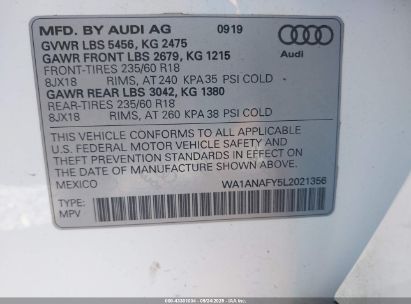 MFD. BY AUDI AG 09/19
GVWR LBS 5456, KG 2475
GAWR FRONT LBS 2679, KG 1215
FRONT-TIRES 235/60 R18
8JX18 RIMS, AT 240 KPA 35 PSI COLD
GAWR REAR LBS 3042, KG 1380
REAR-TIRES 235/60 R18
8JX18 RIMS, AT 260 KPA 38 PSI COLD
Audi
THIS VEHICLE CONFORMS TO ALL APPLICABLE
U.S. FEDERAL MOTOR VEHICLE SAFETY AND
THEFT PREVENTION STANDARDS IN EFFECT ON
THE DATE OF MANUFACTURE SHOWN ABOVE.
MEXICO WA1ANAFY5L2021356
TYPE:
MPV